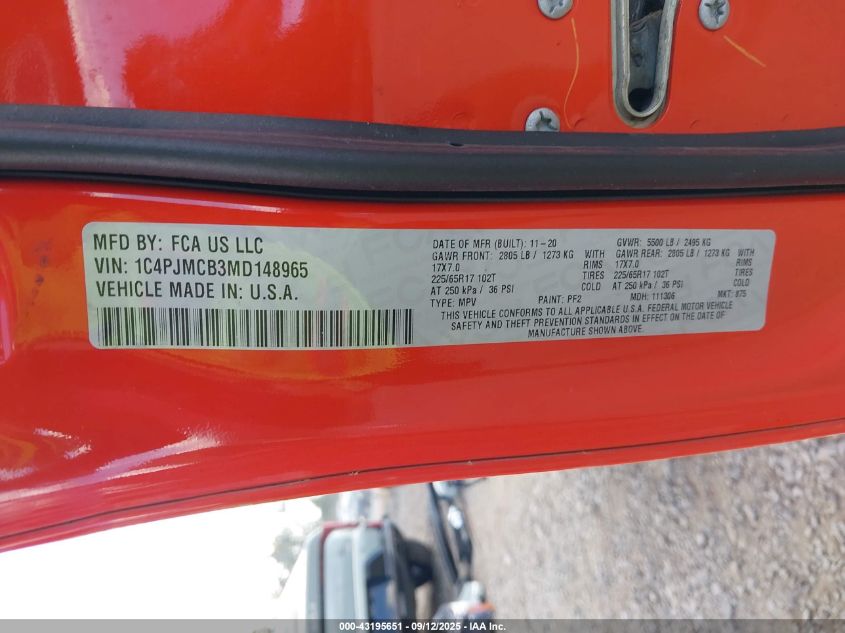 MFD BY: FCA US LLC
VIN: 1C4PJMCB3MD148965
VEHICLE MADE IN: U.S.A.
DATE OF MFR (BUILT): 11-20
GVWR: 5500 LB / 2495 KG
GAWR FRONT: 2805 LB / 1273 KG WITH GAWR REAR: 2805 LB / 1273 KG WITH
17X7.0 RIMS 17X7.0 RIMS
225/65R17 102T TIRES 225/65R17 102T TIRES
AT 250 kPa / 36 PSI COLD AT 250 kPa / 36 PSI COLD
TYPE: MPV PAINT: PF2 MDH: 111306 MKT: 875
THIS VEHICLE CONFORMS TO ALL APPLICABLE U.S.A. FEDERAL MOTOR VEHICLE
SAFETY AND THEFT PREVENTION STANDARDS IN EFFECT ON THE DATE OF
MANUFACTURE SHOWN ABOVE.
000-43195651 - 09/12/2025 - IAA Inc.